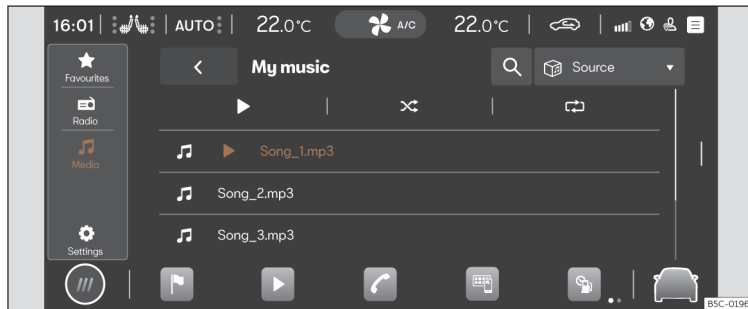 16:01 AUTO 22.0°C A/C 22.0°C
Favourites
My music
Source
Radio
Media
Song_1.mp3
Song_2.mp3
Song_3.mp3
Settings
B5C-0196